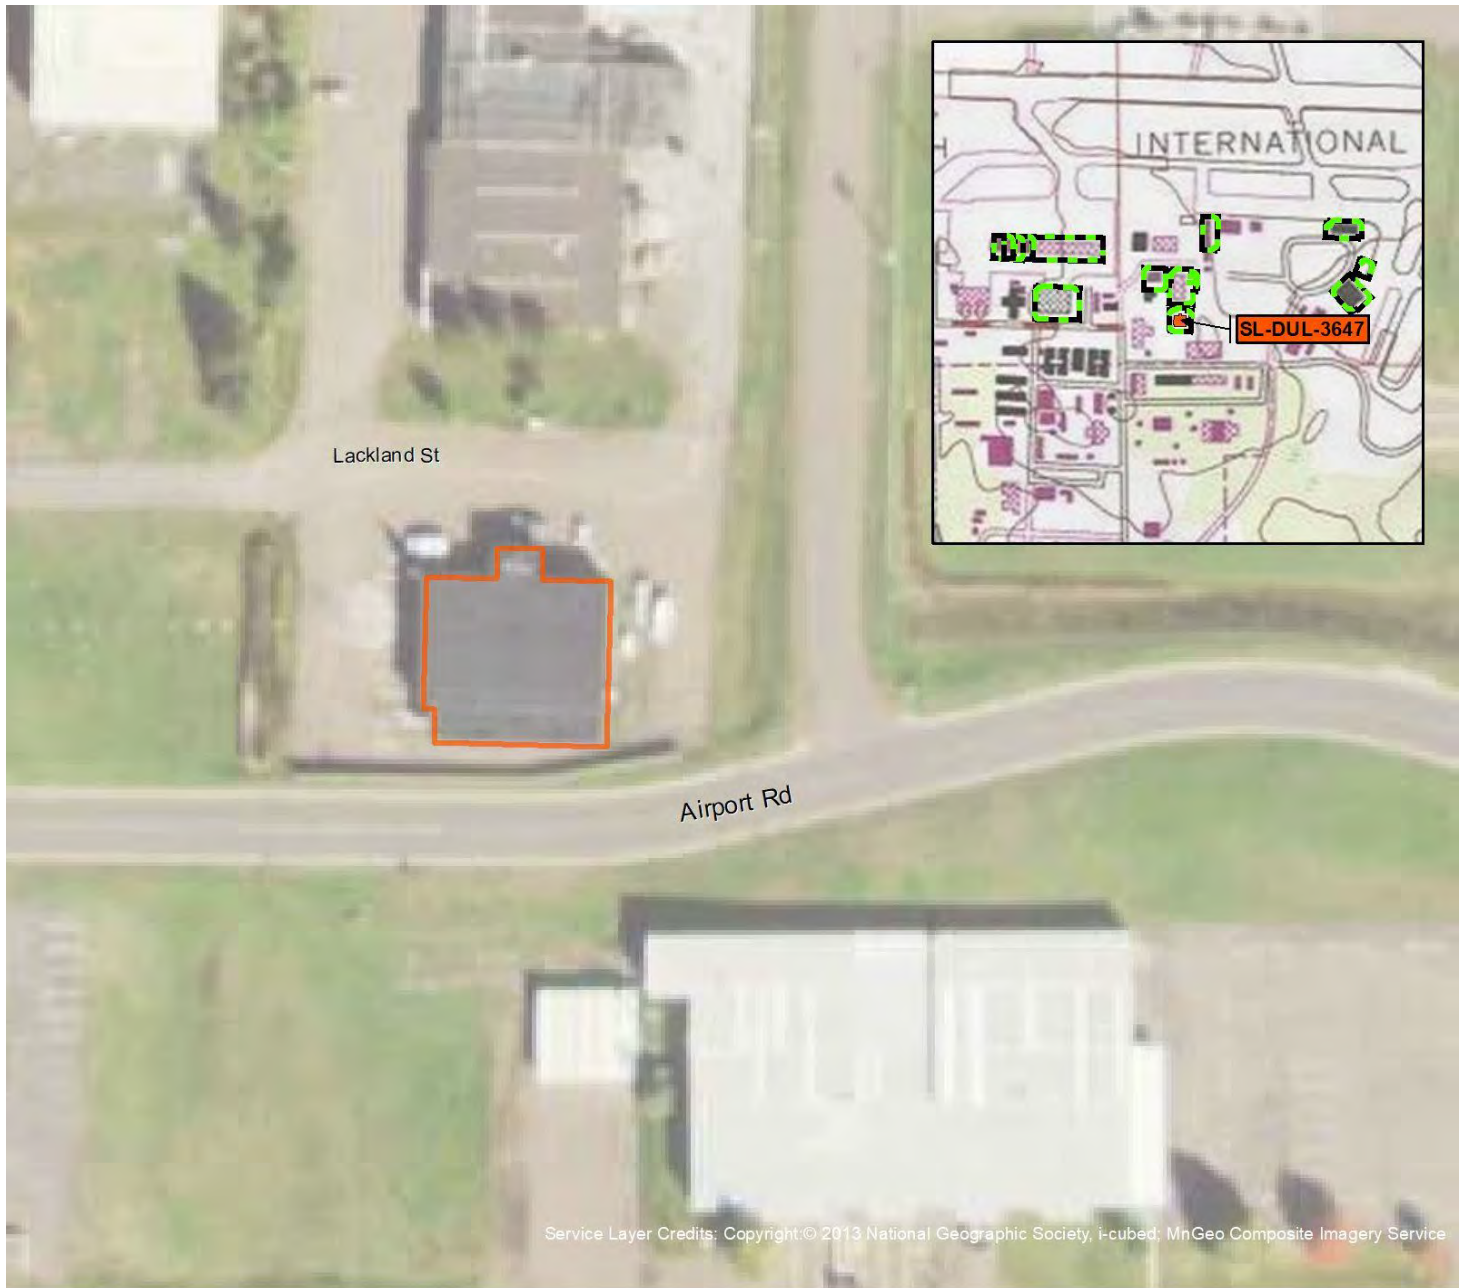 INTERNATIONAL
SL-DUL-3647
Lackland St
Airport Rd
Service Layer Credits: Copyright:© 2013 National Geographic Society, i-cubed; MnGeo Composite Imagery Service